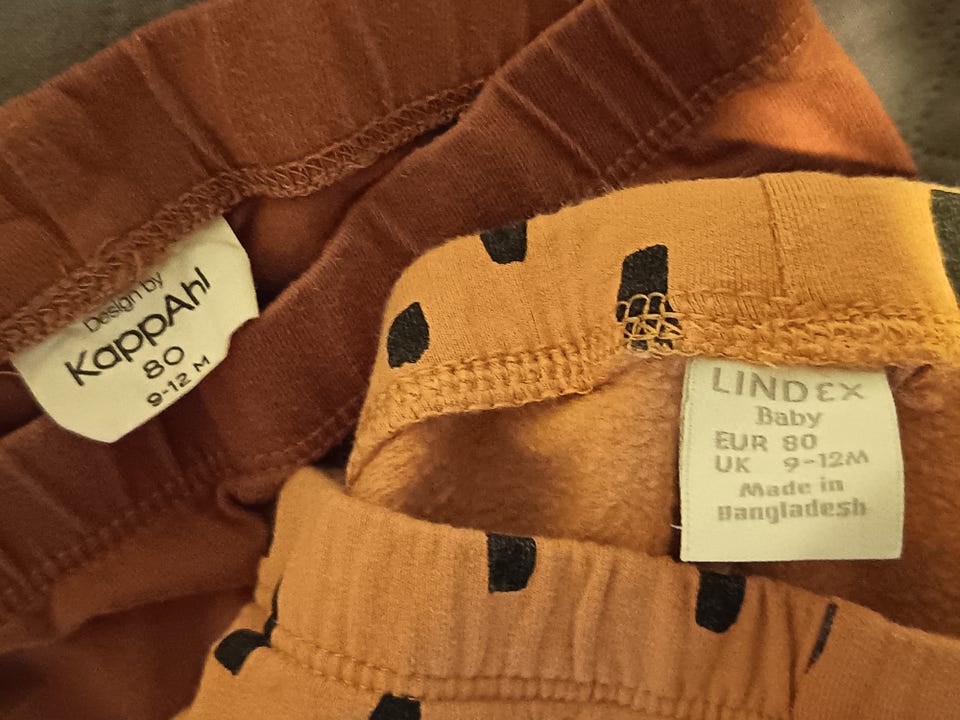 Design by
KappAhl
80
9-12 M
LINDEX
Baby
EUR 80
UK 9-12M
Made in
Bangladesh